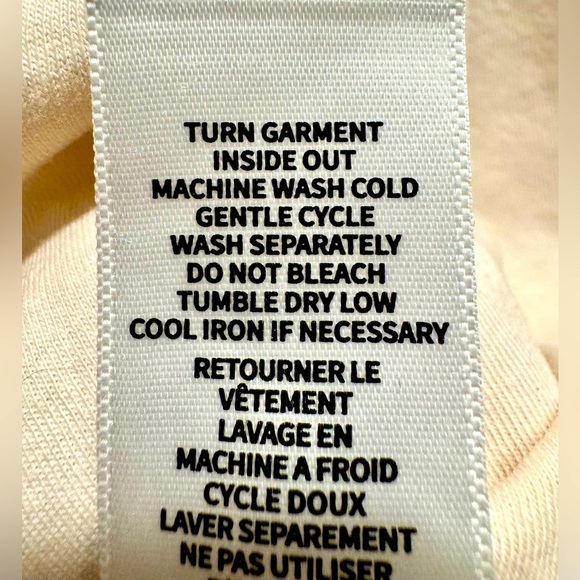 TURN GARMENT
INSIDE OUT
MACHINE WASH COLD
GENTLE CYCLE
WASH SEPARATELY
DO NOT BLEACH
TUMBLE DRY LOW
COOL IRON IF NECESSARY
RETOURNER LE
VÊTEMENT
LAVAGE EN
MACHINE A FROID
CYCLE DOUX
LAVER SEPAREMENT
NE PAS UTILISER